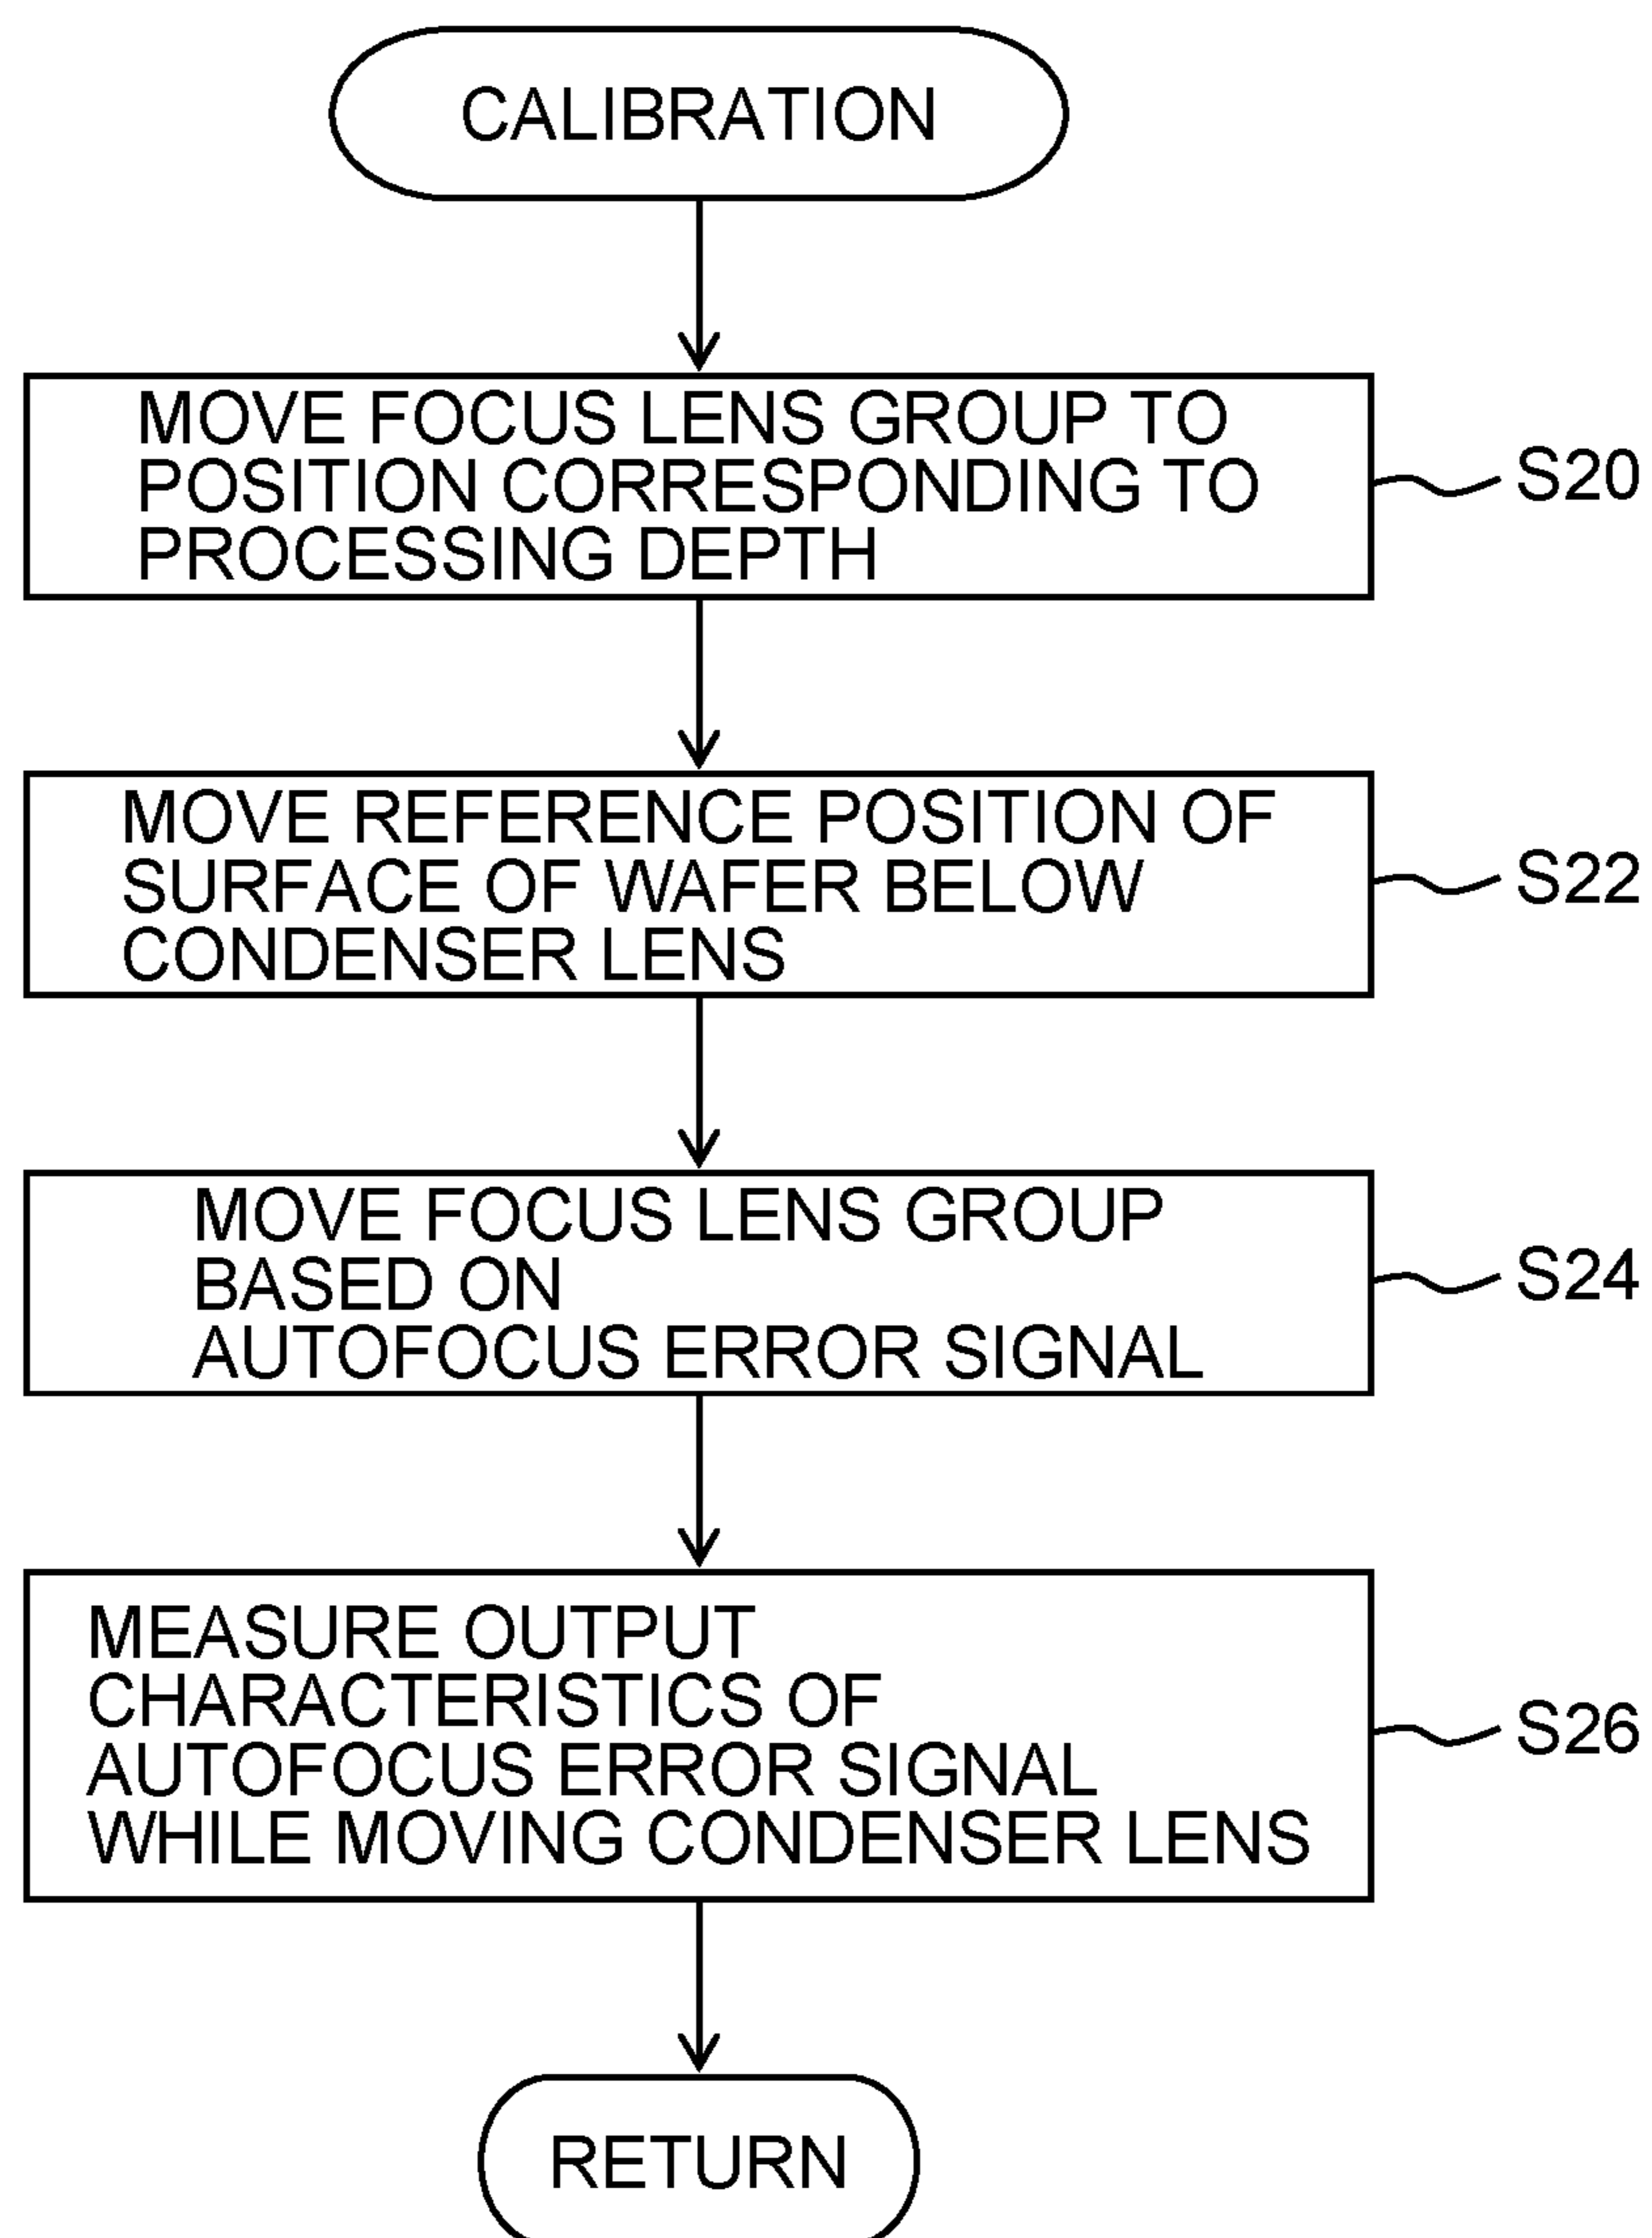 CALIBRATION
MOVE FOCUS LENS GROUP TO
POSITION CORRESPONDING TO
PROCESSING DEPTH
S20
MOVE REFERENCE POSITION OF
SURFACE OF WAFER BELOW
CONDENSER LENS
S22
MOVE FOCUS LENS GROUP
BASED ON
AUTOFOCUS ERROR SIGNAL
S24
MEASURE OUTPUT
CHARACTERISTICS OF
AUTOFOCUS ERROR SIGNAL
WHILE MOVING CONDENSER LENS
S26
RETURN